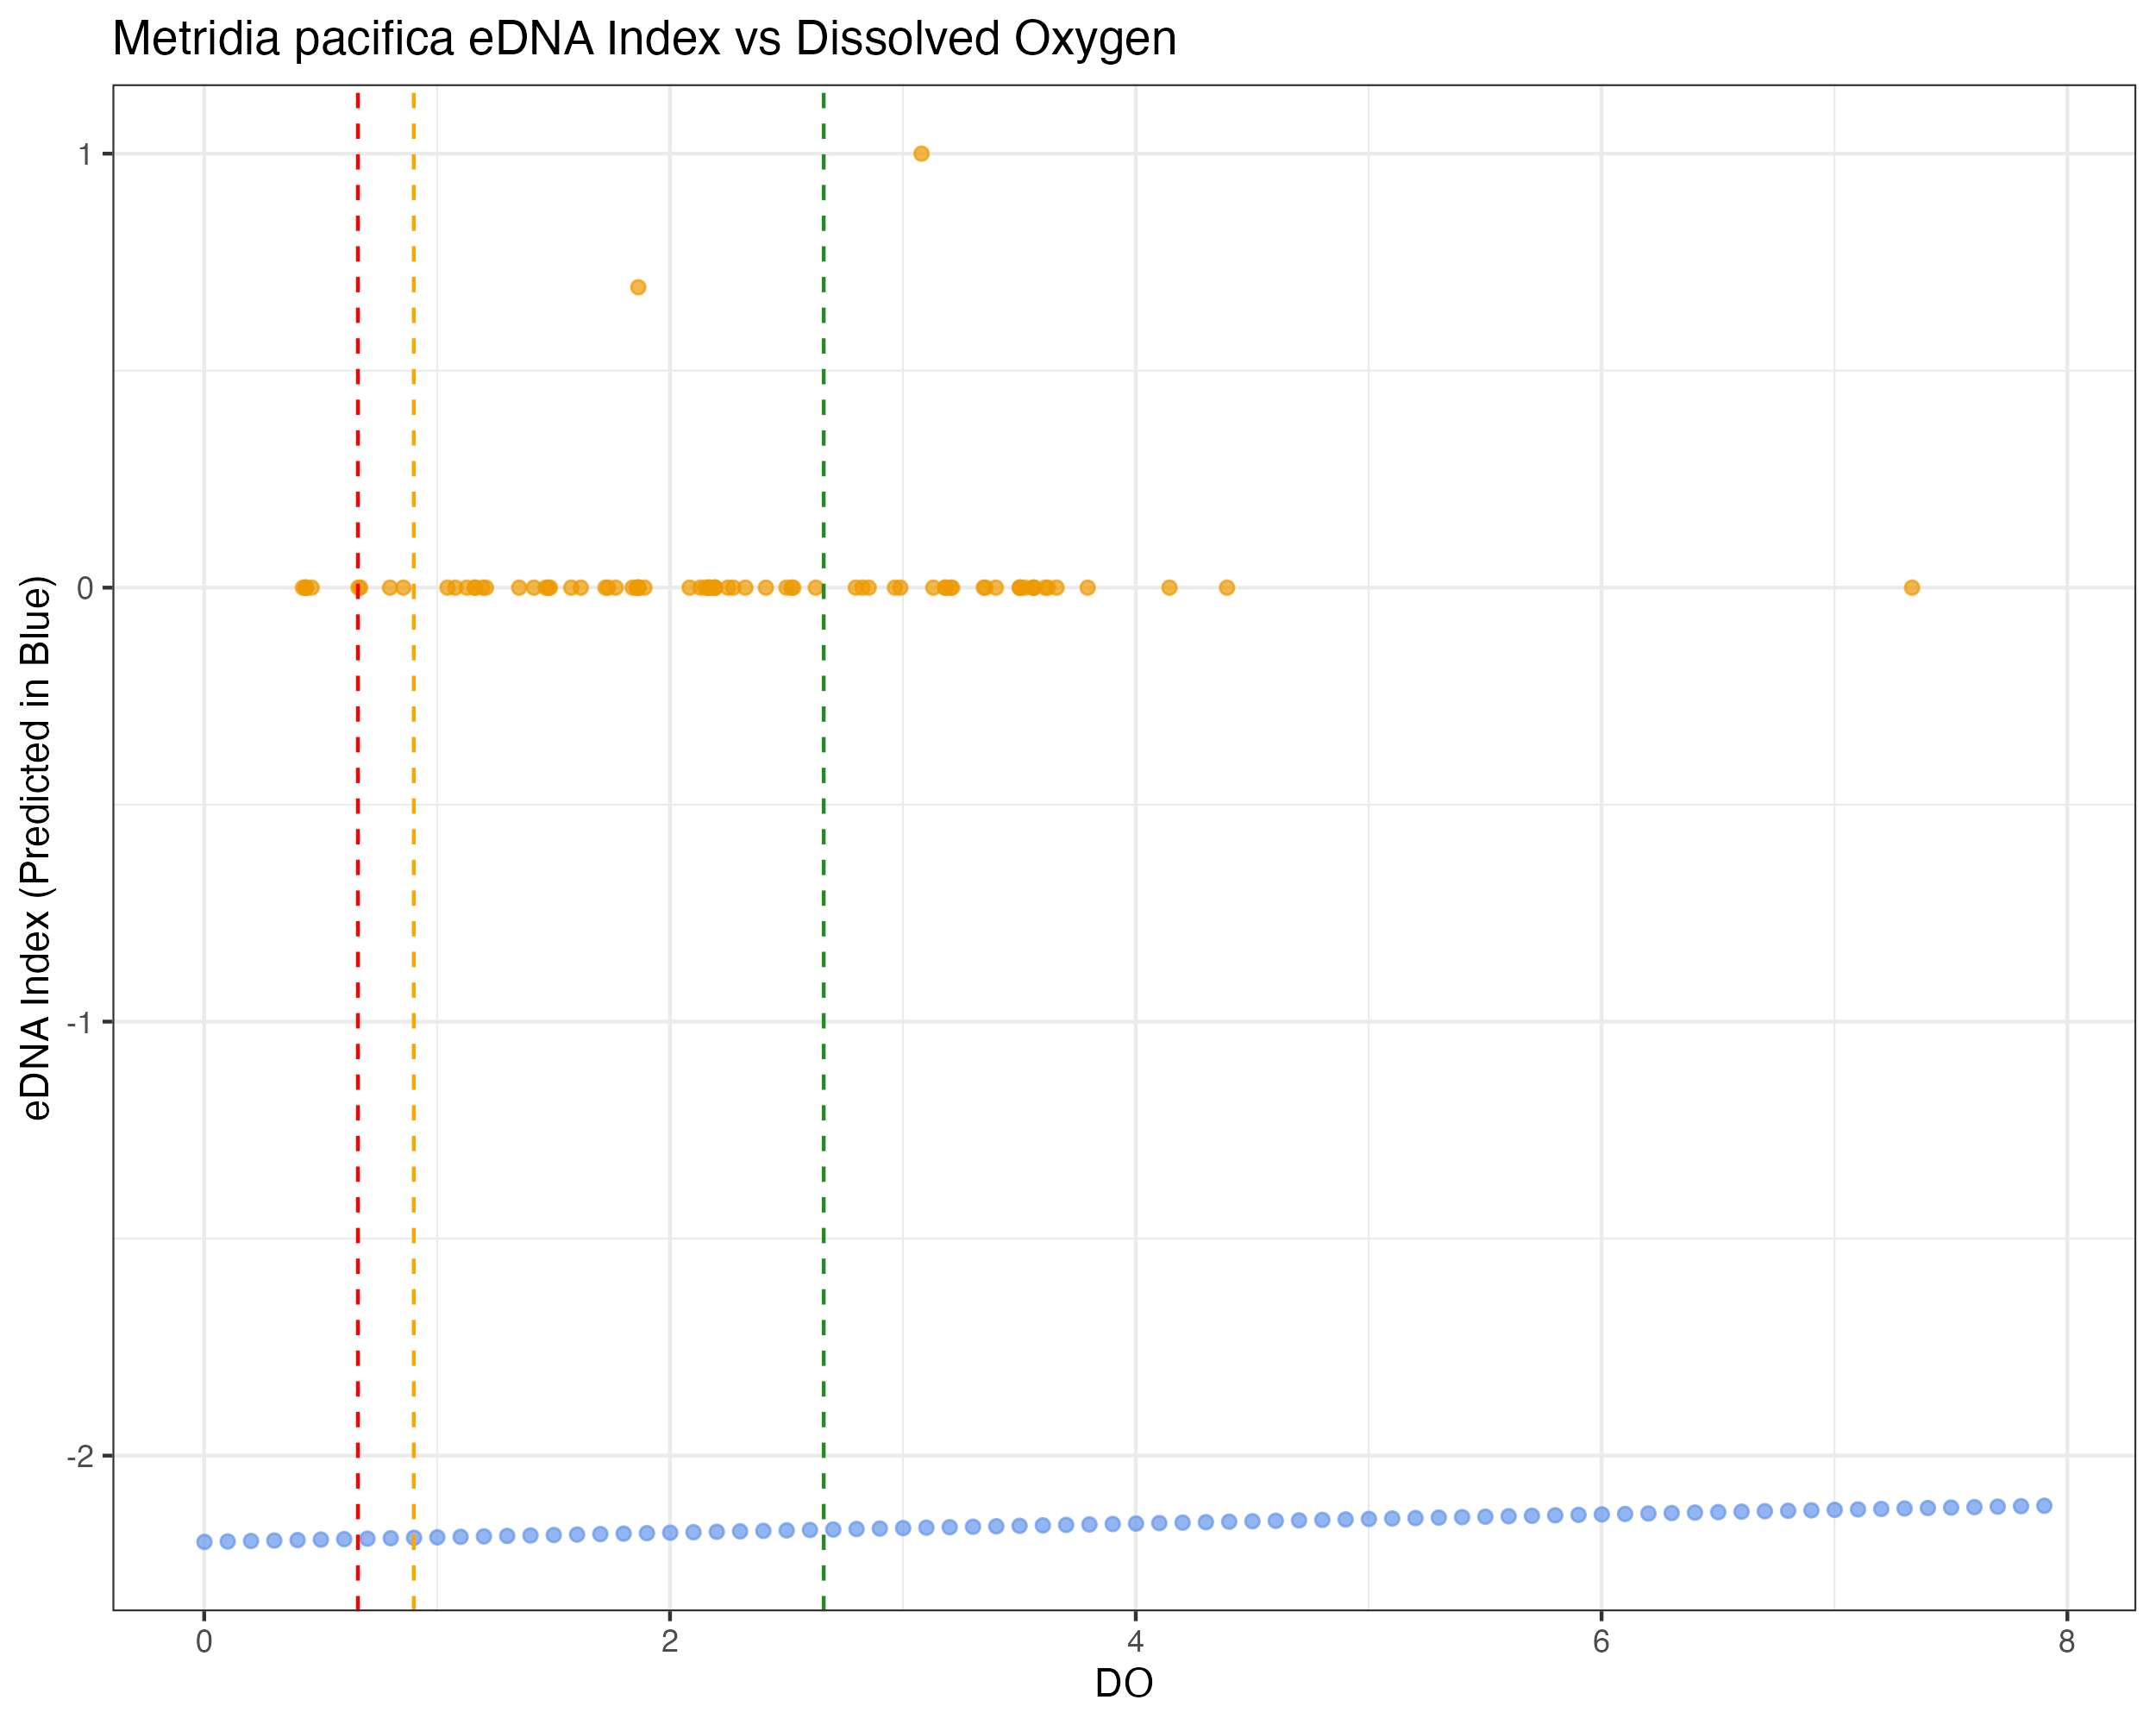 Metridia pacifica eDNA Index vs Dissolved Oxygen
eDNA Index (Predicted in Blue)
1
0
-1
-2
0 2 4 6 8
DO